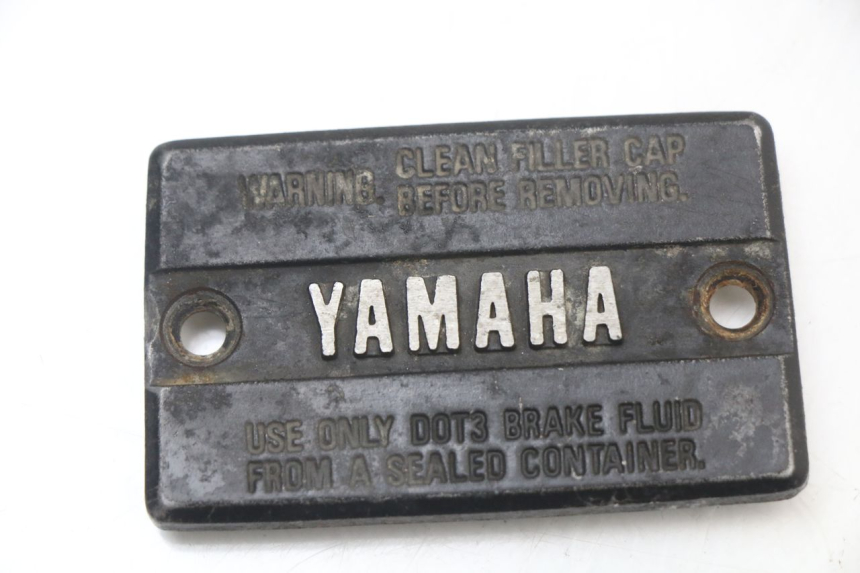 WARNING. CLEAN FILLER CAP
BEFORE REMOVING.
YAMAHA
USE ONLY DOT3 BRAKE FLUID
FROM A SEALED CONTAINER.